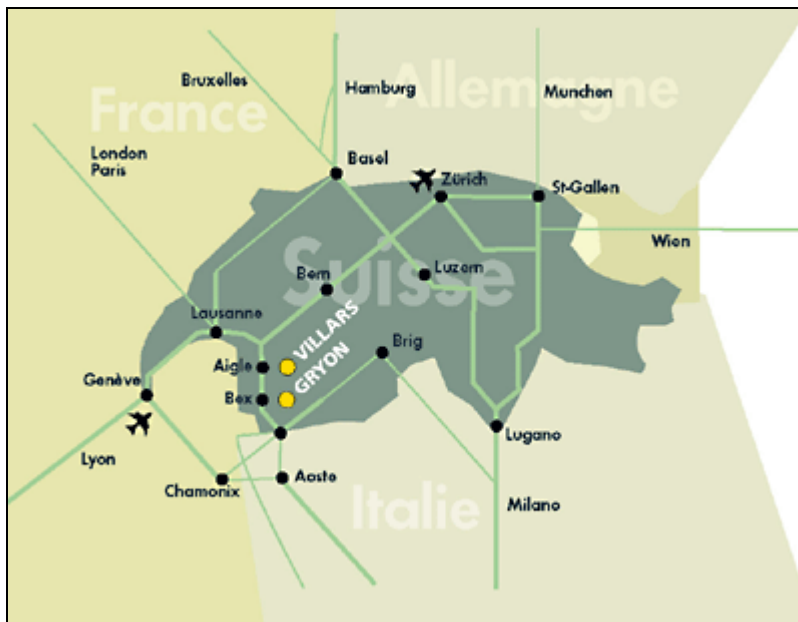 Bruxelles
Hamburg
Allemagne
Munchen
France
London
Paris
Basel
Zürich
St-Gallen
Wien
Suisse
Luzern
Bern
Lausanne
VILLARS
GRYON
Brig
Aigle
Genève
Bex
Lugano
Lyon
Chamonix
Aoste
Italie
Milano